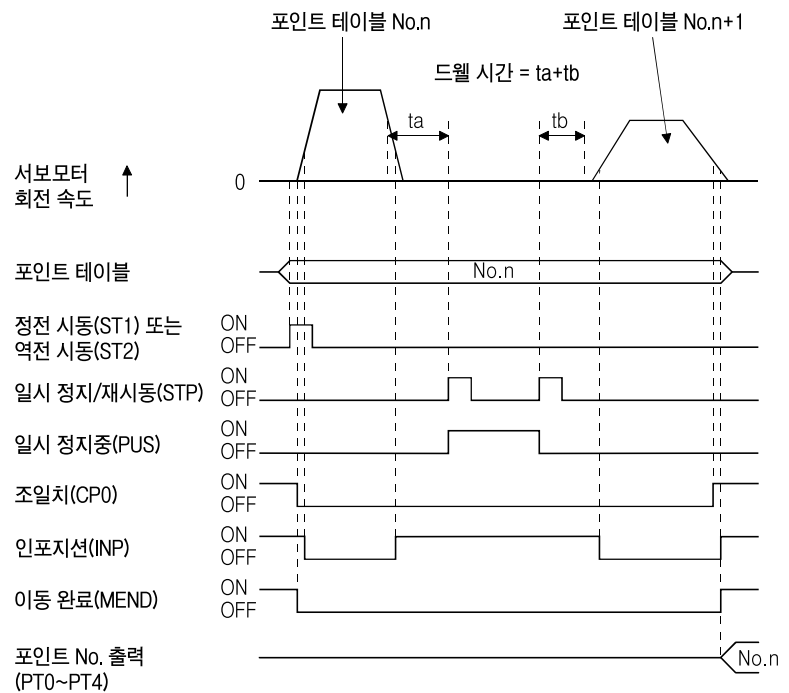 포인트 테이블 No.n
포인트 테이블 No.n+1
드웰 시간 = ta+tb
ta
tb
서보모터
회전 속도
0
포인트 테이블
No.n
정전 시동(ST1) 또는
역전 시동(ST2)
ON
OFF
일시 정지/재시동(STP)
ON
OFF
일시 정지중(PUS)
ON
OFF
조일치(CP0)
ON
OFF
인포지션(INP)
ON
OFF
이동 완료(MEND)
ON
OFF
포인트 No. 출력
(PT0~PT4)
No.n